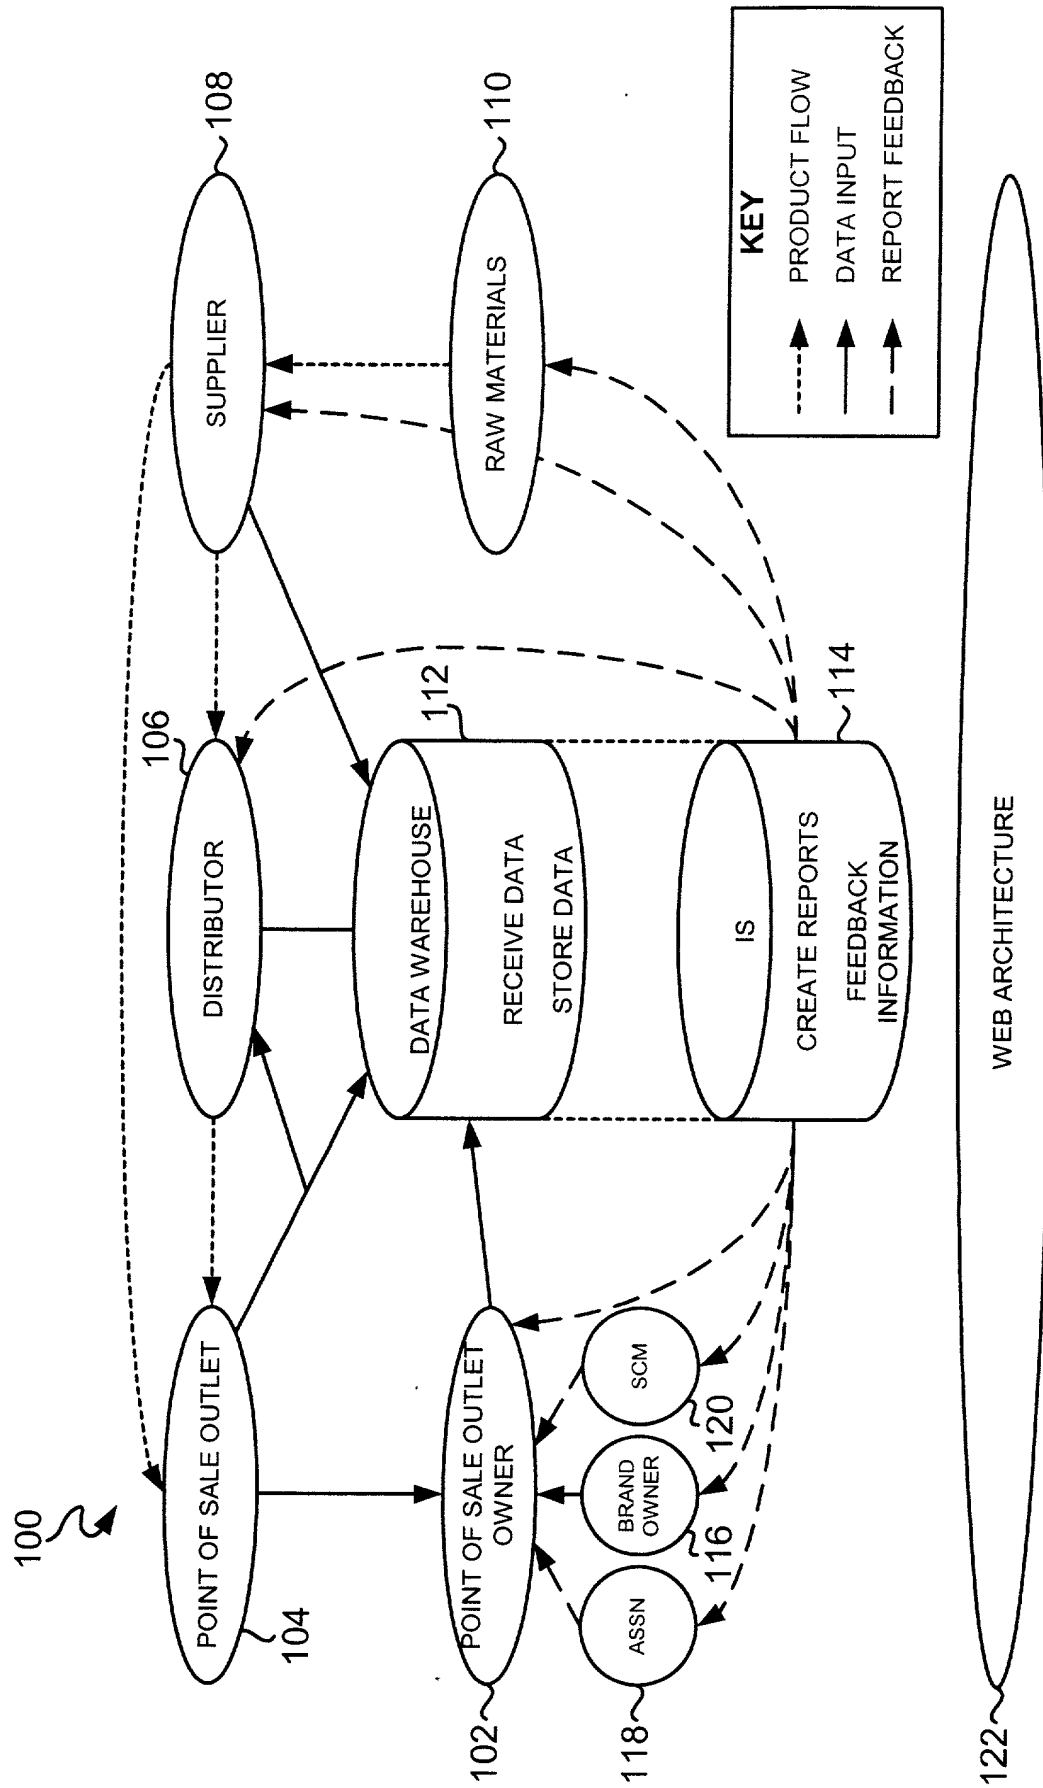 100
POINT OF SALE OUTLET
104
DISTRIBUTOR
106
SUPPLIER
108
POINT OF SALE OUTLET
OWNER
102
DATA WAREHOUSE
RECEIVE DATA
STORE DATA
112
RAW MATERIALS
110
ASSN
118
BRAND
OWNER
116
SCM
120
IS
CREATE REPORTS
FEEDBACK
INFORMATION
114
KEY
PRODUCT FLOW
DATA INPUT
REPORT FEEDBACK
WEB ARCHITECTURE
122